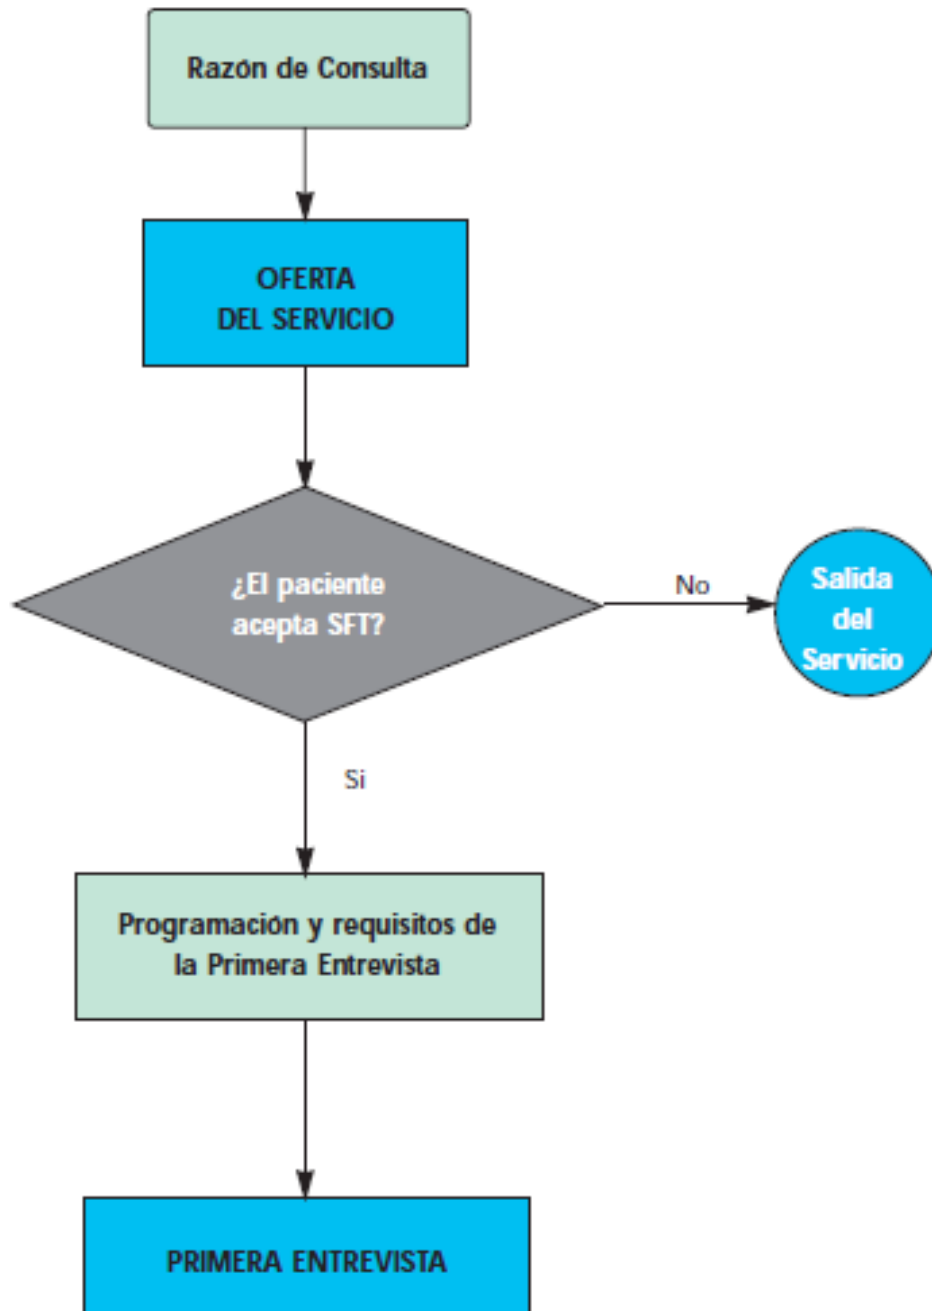 Razón de Consulta
OFERTA
DEL SERVICIO
¿El paciente
acepta SFT?
No
Salida
del
Servicio
Si
Programación y requisitos de
la Primera Entrevista
PRIMERA ENTREVISTA